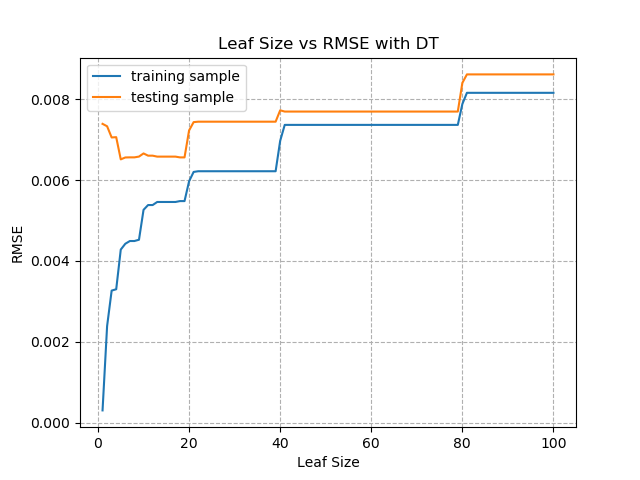 Leaf Size vs RMSE with DT
training sample
testing sample
0.008
0.006
0.004
0.002
0.000
RMSE
0 20 40 60 80 100
Leaf Size